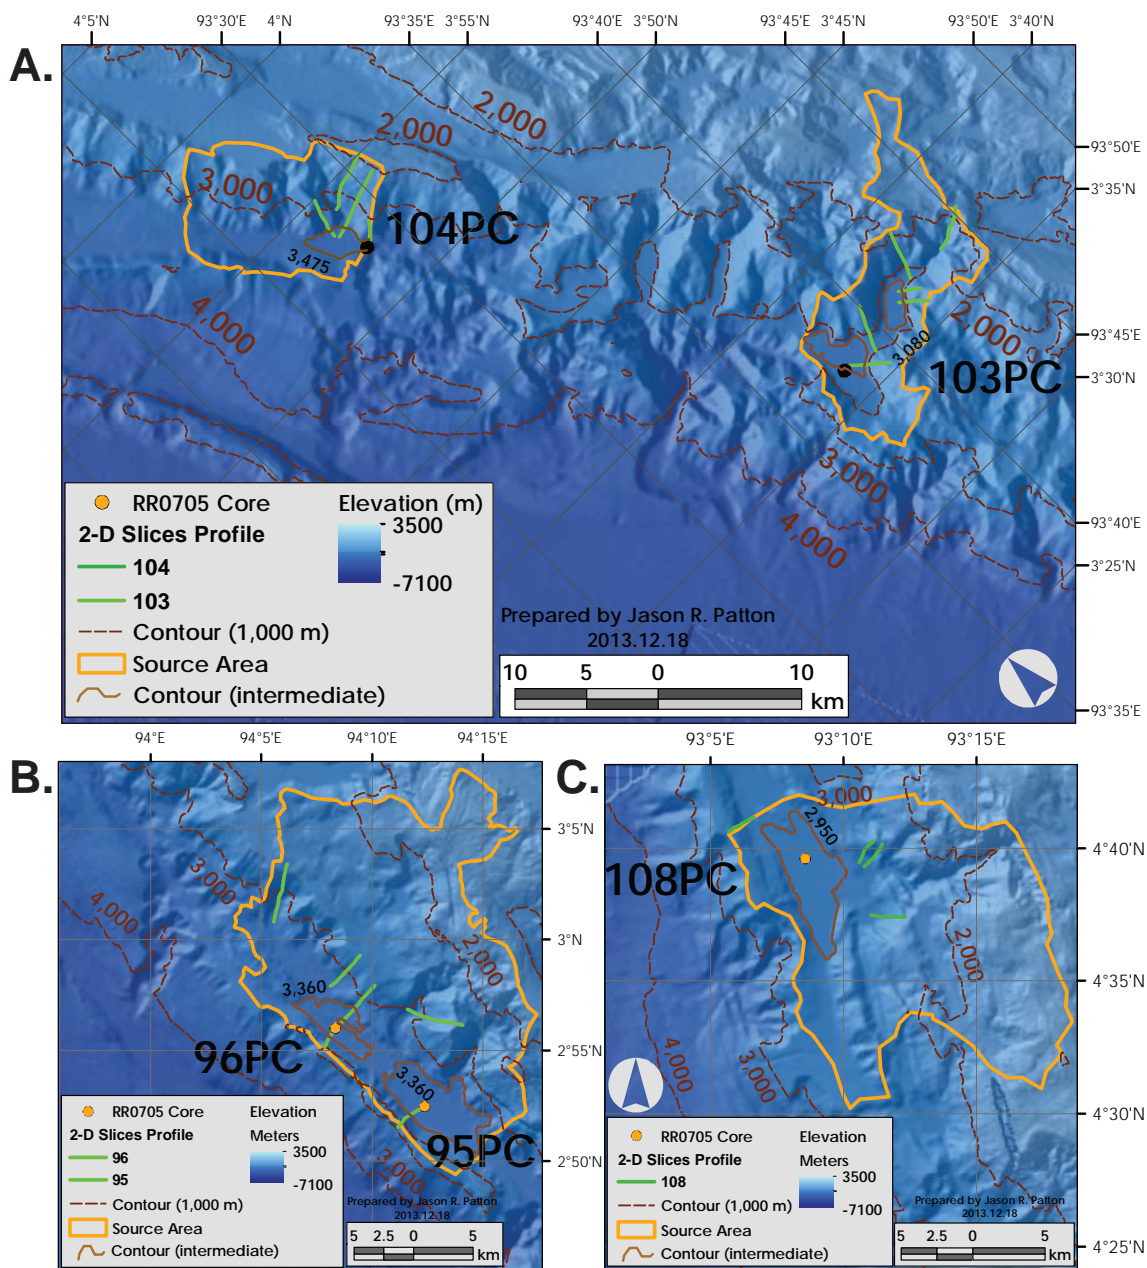 4°5'N 93°30'E 4°N 93°35'E 3°55'N 93°40'E 3°50'N 93°45'E 3°45'N 93°50'E 3°40'N
A.
2,000
2,000
93°50'E
3,000
93°35'E
104PC
3,475
4,000
2,000
93°45'E
3,080
103PC
93°30'E
3,000
4,000
93°40'E
3°25'N
93°35'E
RR0705 Core
2-D Slices Profile
104
103
Contour (1,000 m)
Source Area
Contour (intermediate)
Elevation (m)
3500
-7100
Prepared by Jason R. Patton
2013.12.18
10 5 0 10
km
94°E 94°5'E 94°10'E 94°15'E
B.
3°5'N
3,000
4,000
2,000
3°N
3,360
96PC
2°55'N
3,360
95PC
3,000
2°50'N
RR0705 Core
2-D Slices Profile
96
95
Contour (1,000 m)
Source Area
Contour (intermediate)
Elevation
Meters
3500
-7100
Prepared by Jason R. Patton
2013.12.18
5 2.5 0 5
km
93°5'E 93°10'E 93°15'E
C.
3,000
2,950
4°40'N
108PC
2,000
4°35'N
4,000
3,000
4°30'N
RR0705 Core
2-D Slices Profile
108
Contour (1,000 m)
Source Area
Contour (intermediate)
Elevation
Meters
3500
-7100
Prepared by Jason R. Patton
2013.12.18
5 2.5 0 5
km
4°25'N